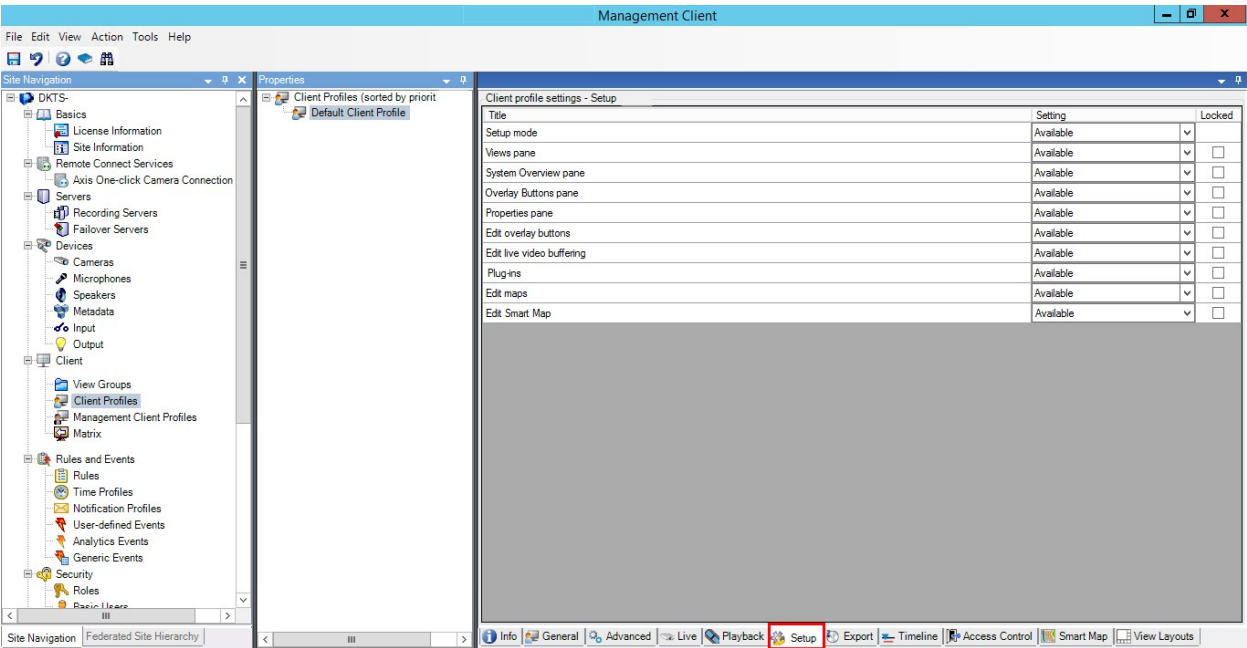 Management Client
File Edit View Action Tools Help
Site Navigation
DKTS-
Basics
License Information
Site Information
Remote Connect Services
Axis One-click Camera Connection
Servers
Recording Servers
Failover Servers
Devices
Cameras
Microphones
Speakers
Metadata
Input
Output
Client
View Groups
Client Profiles
Management Client Profiles
Matrix
Rules and Events
Rules
Time Profiles
Notification Profiles
User-defined Events
Analytics Events
Generic Events
Security
Roles
Basic Users
Site Navigation Federated Site Hierarchy
Properties
Client Profiles (sorted by priorit
Default Client Profile
Client profile settings - Setup
Title Setting Locked
Setup mode Available
Views pane Available
System Overview pane Available
Overlay Buttons pane Available
Properties pane Available
Edit overlay buttons Available
Edit live video buffering Available
Plug-ins Available
Edit maps Available
Edit Smart Map Available
Info General Advanced Live Playback Setup Export Timeline Access Control Smart Map View Layouts